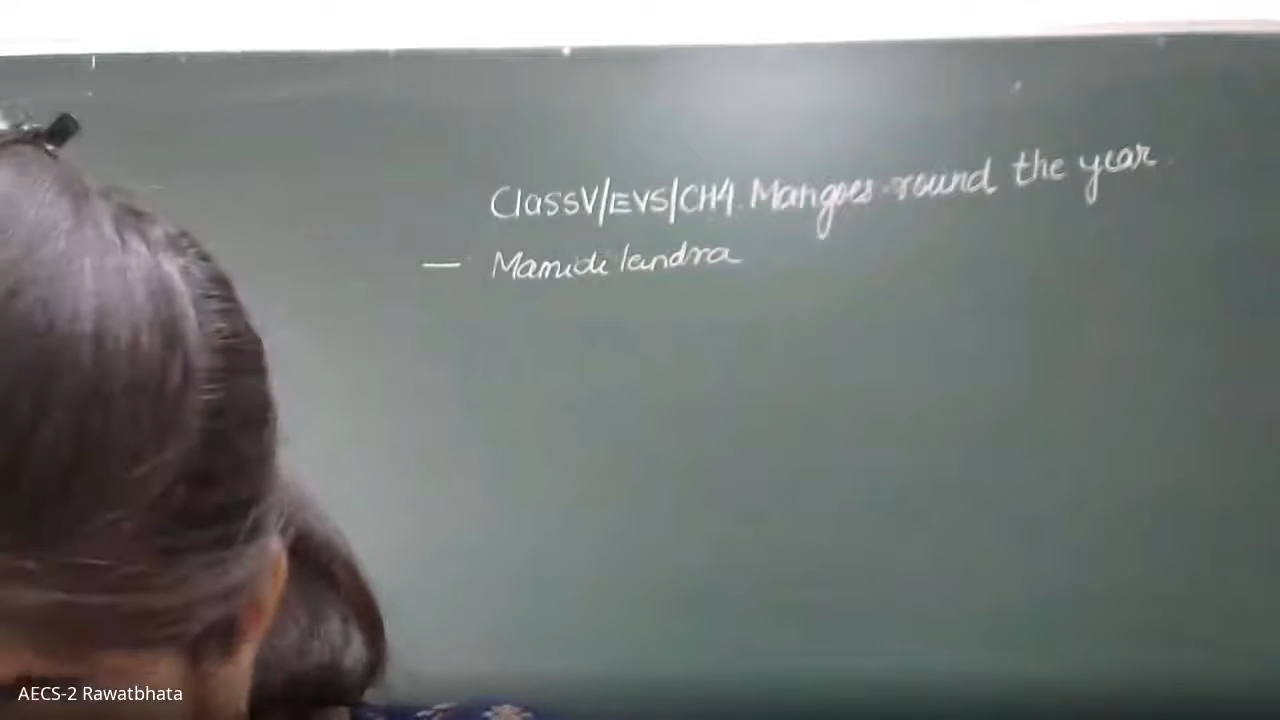 ClassV/EVS/CH4. Mangoes round the year
— Mamidi tandra
AECS-2 Rawatbhata